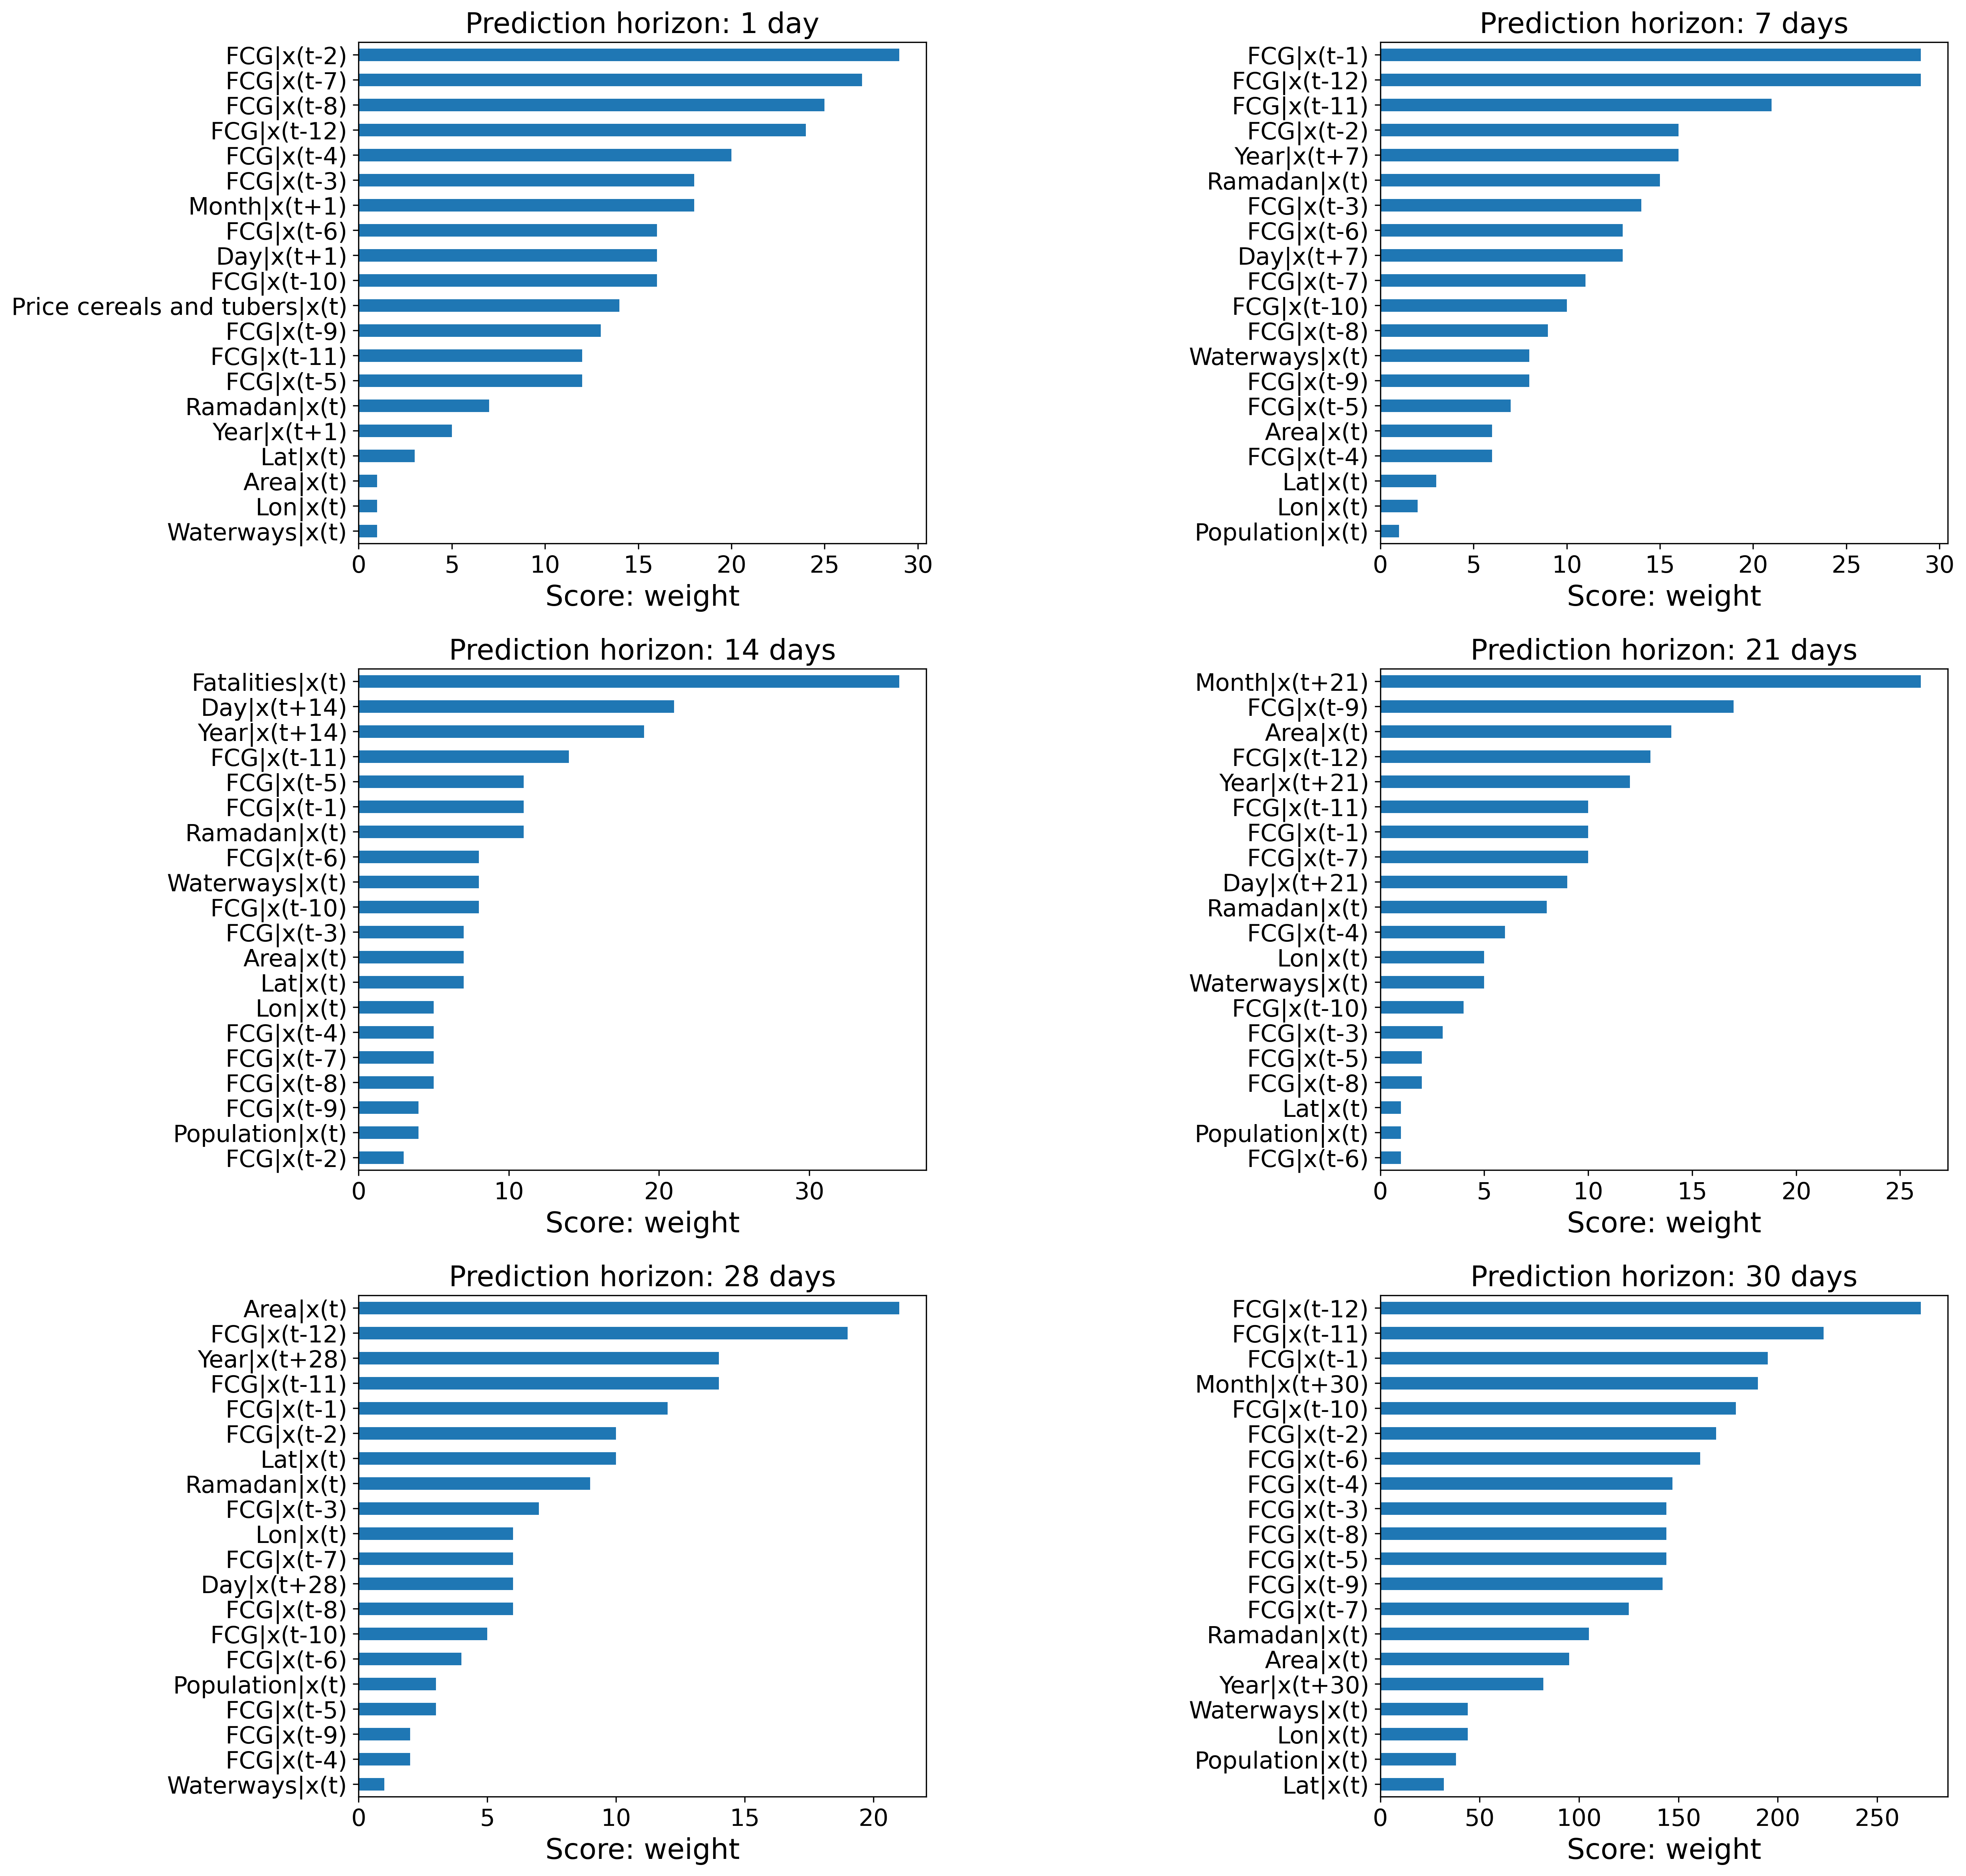 Prediction horizon: 1 day
FCG|x(t-2)
FCG|x(t-7)
FCG|x(t-8)
FCG|x(t-12)
FCG|x(t-4)
FCG|x(t-3)
Month|x(t+1)
FCG|x(t-6)
Day|x(t+1)
FCG|x(t-10)
Price cereals and tubers|x(t)
FCG|x(t-9)
FCG|x(t-11)
FCG|x(t-5)
Ramadan|x(t)
Year|x(t+1)
Lat|x(t)
Area|x(t)
Lon|x(t)
Waterways|x(t)
0 5 10 15 20 25 30
Score: weight
Prediction horizon: 7 days
FCG|x(t-1)
FCG|x(t-12)
FCG|x(t-11)
FCG|x(t-2)
Year|x(t+7)
Ramadan|x(t)
FCG|x(t-3)
FCG|x(t-6)
Day|x(t+7)
FCG|x(t-7)
FCG|x(t-10)
FCG|x(t-8)
Waterways|x(t)
FCG|x(t-9)
FCG|x(t-5)
Area|x(t)
FCG|x(t-4)
Lat|x(t)
Lon|x(t)
Population|x(t)
0 5 10 15 20 25 30
Score: weight
Prediction horizon: 14 days
Fatalities|x(t)
Day|x(t+14)
Year|x(t+14)
FCG|x(t-11)
FCG|x(t-5)
FCG|x(t-1)
Ramadan|x(t)
FCG|x(t-6)
Waterways|x(t)
FCG|x(t-10)
FCG|x(t-3)
Area|x(t)
Lat|x(t)
Lon|x(t)
FCG|x(t-4)
FCG|x(t-7)
FCG|x(t-8)
FCG|x(t-9)
Population|x(t)
FCG|x(t-2)
0 10 20 30
Score: weight
Prediction horizon: 21 days
Month|x(t+21)
FCG|x(t-9)
Area|x(t)
FCG|x(t-12)
Year|x(t+21)
FCG|x(t-11)
FCG|x(t-1)
FCG|x(t-7)
Day|x(t+21)
Ramadan|x(t)
FCG|x(t-4)
Lon|x(t)
Waterways|x(t)
FCG|x(t-10)
FCG|x(t-3)
FCG|x(t-5)
FCG|x(t-8)
Lat|x(t)
Population|x(t)
FCG|x(t-6)
0 5 10 15 20 25
Score: weight
Prediction horizon: 28 days
Area|x(t)
FCG|x(t-12)
Year|x(t+28)
FCG|x(t-11)
FCG|x(t-1)
FCG|x(t-2)
Lat|x(t)
Ramadan|x(t)
FCG|x(t-3)
Lon|x(t)
FCG|x(t-7)
Day|x(t+28)
FCG|x(t-8)
FCG|x(t-10)
FCG|x(t-6)
Population|x(t)
FCG|x(t-5)
FCG|x(t-9)
FCG|x(t-4)
Waterways|x(t)
0 5 10 15 20
Score: weight
Prediction horizon: 30 days
FCG|x(t-12)
FCG|x(t-11)
FCG|x(t-1)
Month|x(t+30)
FCG|x(t-10)
FCG|x(t-2)
FCG|x(t-6)
FCG|x(t-4)
FCG|x(t-3)
FCG|x(t-8)
FCG|x(t-5)
FCG|x(t-9)
FCG|x(t-7)
Ramadan|x(t)
Area|x(t)
Year|x(t+30)
Waterways|x(t)
Lon|x(t)
Population|x(t)
Lat|x(t)
0 50 100 150 200 250
Score: weight